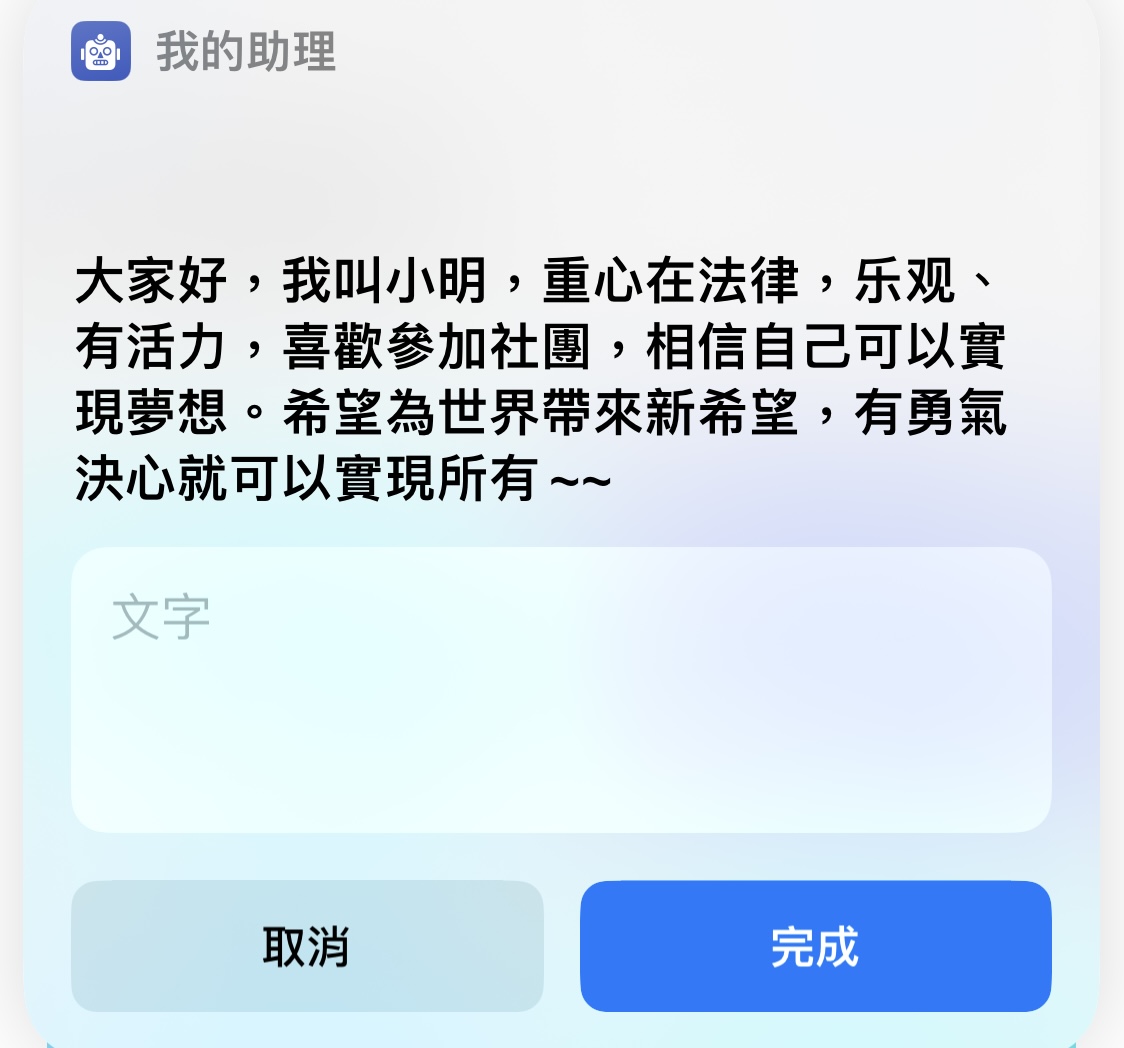 我的助理
大家好，我叫小明，重心在法律，乐观、
有活力，喜歡參加社團，相信自己可以實
現夢想。希望為世界帶來新希望，有勇氣
決心就可以實現所有 ~~
文字
取消
完成